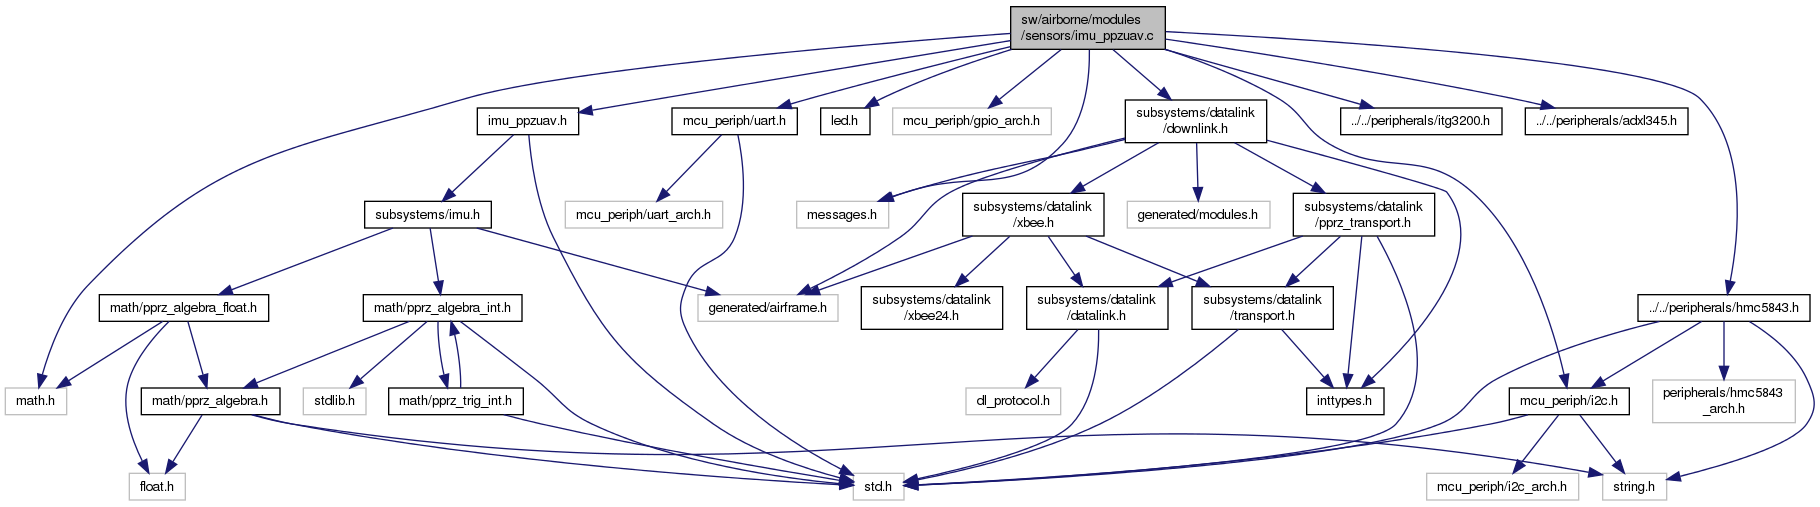 sw/airborne/modules
/sensors/imu_ppzuav.c
imu_ppzuav.h
mcu_periph/uart.h
led.h
mcu_periph/gpio_arch.h
subsystems/datalink
/downlink.h
../../peripherals/itg3200.h
../../peripherals/adxl345.h
subsystems/imu.h
mcu_periph/uart_arch.h
messages.h
subsystems/datalink
/xbee.h
generated/modules.h
subsystems/datalink
/pprz_transport.h
math/pprz_algebra_float.h
math/pprz_algebra_int.h
generated/airframe.h
subsystems/datalink
/xbee24.h
subsystems/datalink
/datalink.h
subsystems/datalink
/transport.h
../../peripherals/hmc5843.h
math.h
math/pprz_algebra.h
stdlib.h
math/pprz_trig_int.h
dl_protocol.h
inttypes.h
mcu_periph/i2c.h
peripherals/hmc5843
_arch.h
float.h
std.h
mcu_periph/i2c_arch.h
string.h